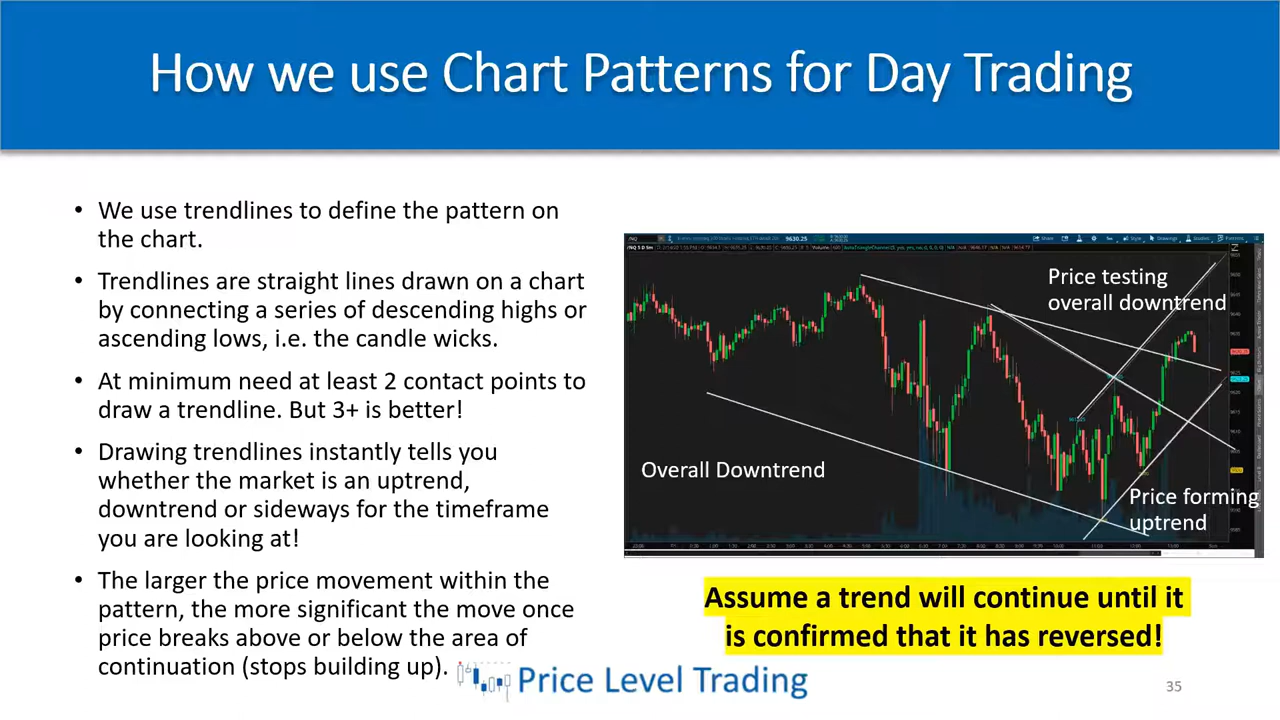 How we use Chart Patterns for Day Trading
• We use trendlines to define the pattern on
the chart.
• Trendlines are straight lines drawn on a chart
by connecting a series of descending highs or
ascending lows, i.e. the candle wicks.
• At minimum need at least 2 contact points to
draw a trendline. But 3+ is better!
• Drawing trendlines instantly tells you
whether the market is an uptrend,
downtrend or sideways for the timeframe
you are looking at!
• The larger the price movement within the
pattern, the more significant the move once
price breaks above or below the area of
continuation (stops building up).
9630.25
Price testing
overall downtrend
Overall Downtrend
Price forming
uptrend
Assume a trend will continue until it
is confirmed that it has reversed!
Price Level Trading
35